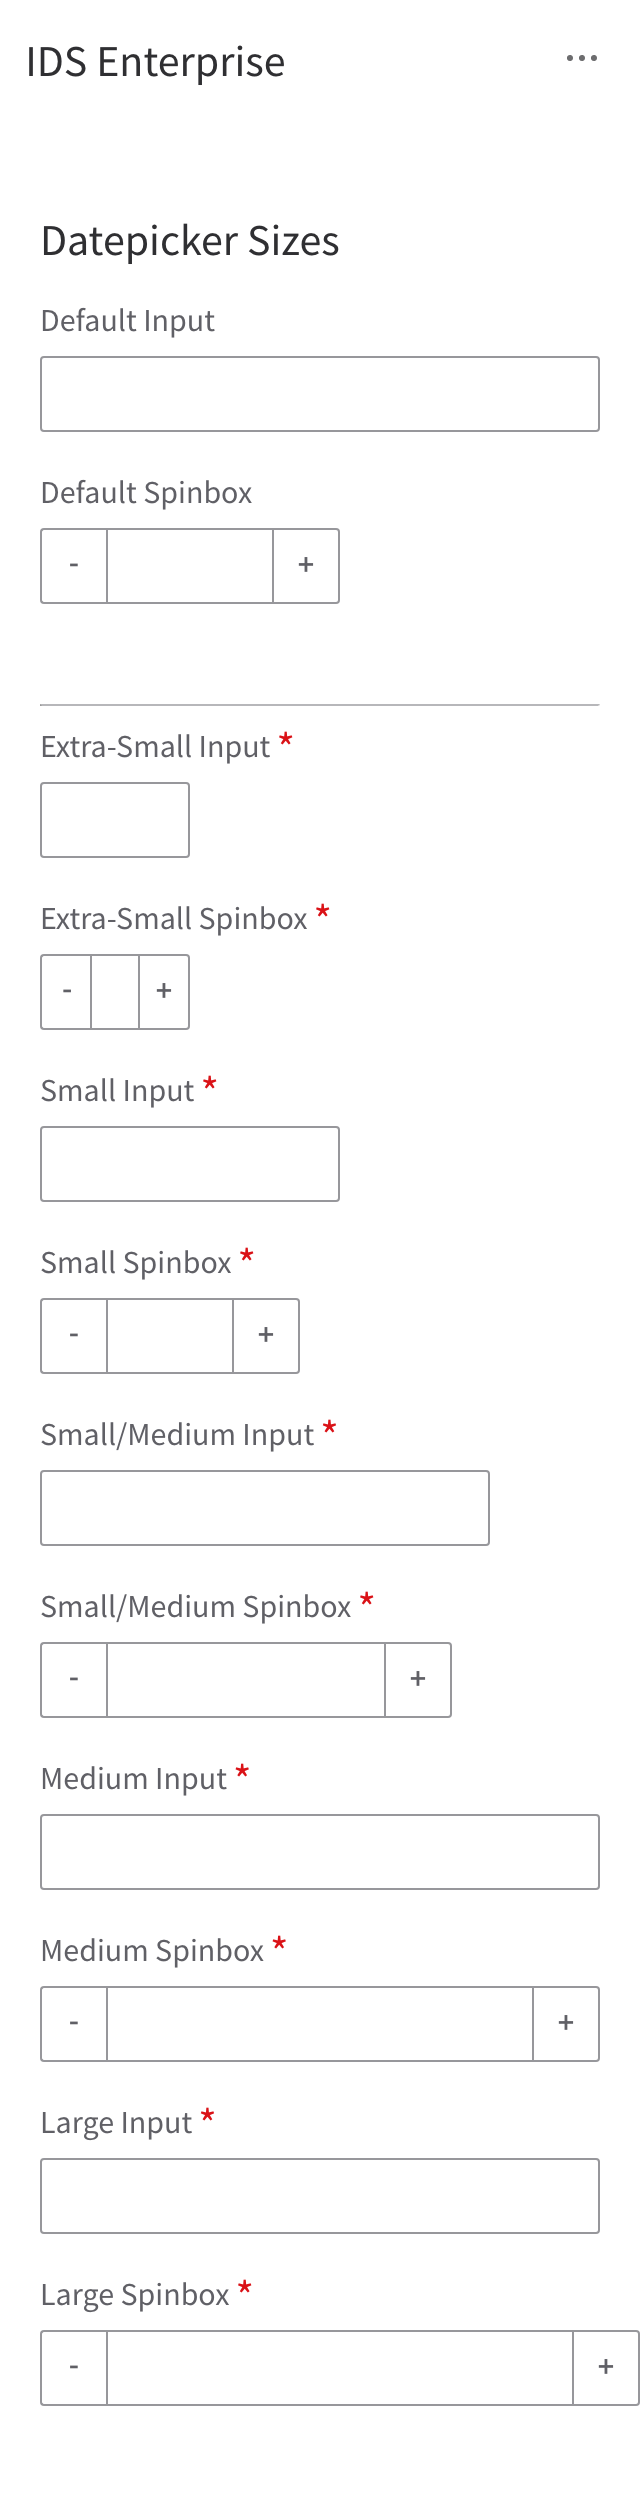 IDS Enterprise
Datepicker Sizes
Default Input
Default Spinbox
- +
Extra-Small Input *
Extra-Small Spinbox *
- +
Small Input *
Small Spinbox *
- +
Small/Medium Input *
Small/Medium Spinbox *
- +
Medium Input *
Medium Spinbox *
- +
Large Input *
Large Spinbox *
- +